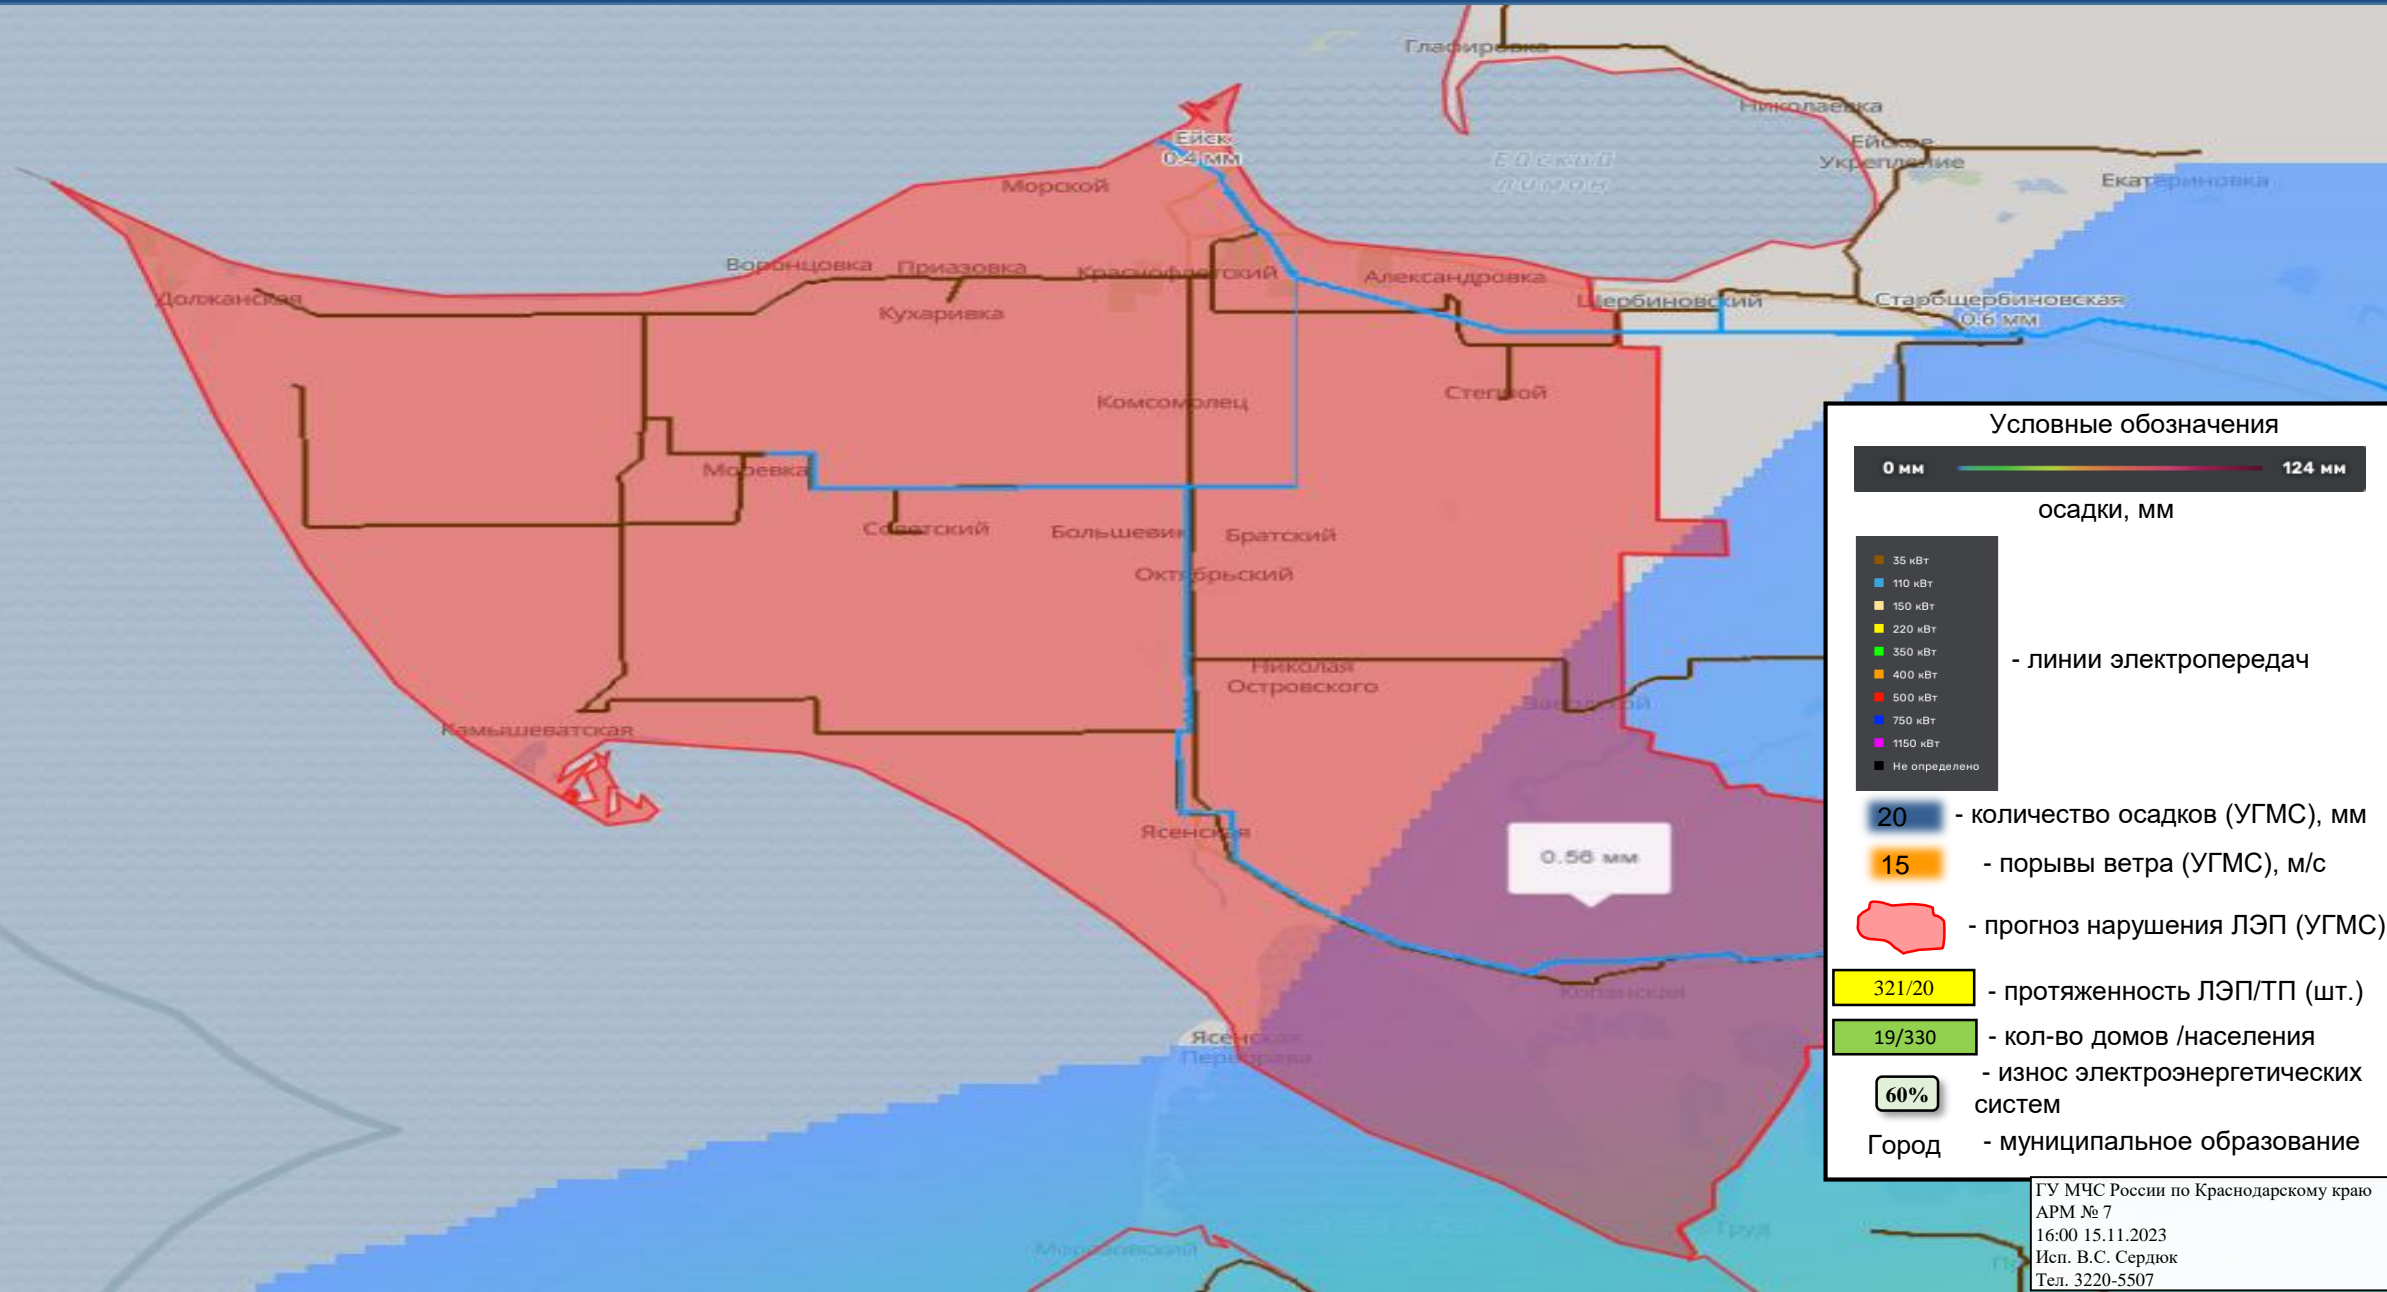 Глафировка
Николаевка
Ейское
Укрепление
Екатериновка
Ейск
0.4 мм
Ейский
лиман
Морской
Воронцовка
Приазовка
Краснофлотский
Александровка
Должанская
Кухаривка
Щербиновский
Старощербиновская
0.6 мм
Комсомолец
Степной
Моревка
Советский
Большевик
Братский
Октябрьский
Николая
Островского
Заводской
Камышеватская
Ясенская
0.56 мм
Копанская
Ясенская
Переправа
Морозовский
Труд
Условные обозначения
0 мм
124 мм
осадки, мм
35 кВт
110 кВт
150 кВт
220 кВт
350 кВт
400 кВт
500 кВт
750 кВт
1150 кВт
Не определено
- линии электропередач
20 - количество осадков (УГМС), мм
15 - порывы ветра (УГМС), м/с
- прогноз нарушения ЛЭП (УГМС)
321/20 - протяженность ЛЭП/ТП (шт.)
19/330 - кол-во домов /населения
60% - износ электроэнергетических
систем
Город - муниципальное образование
ГУ МЧС России по Краснодарскому краю
АРМ № 7
16:00 15.11.2023
Исп. В.С. Сердюк
Тел. 3220-5507